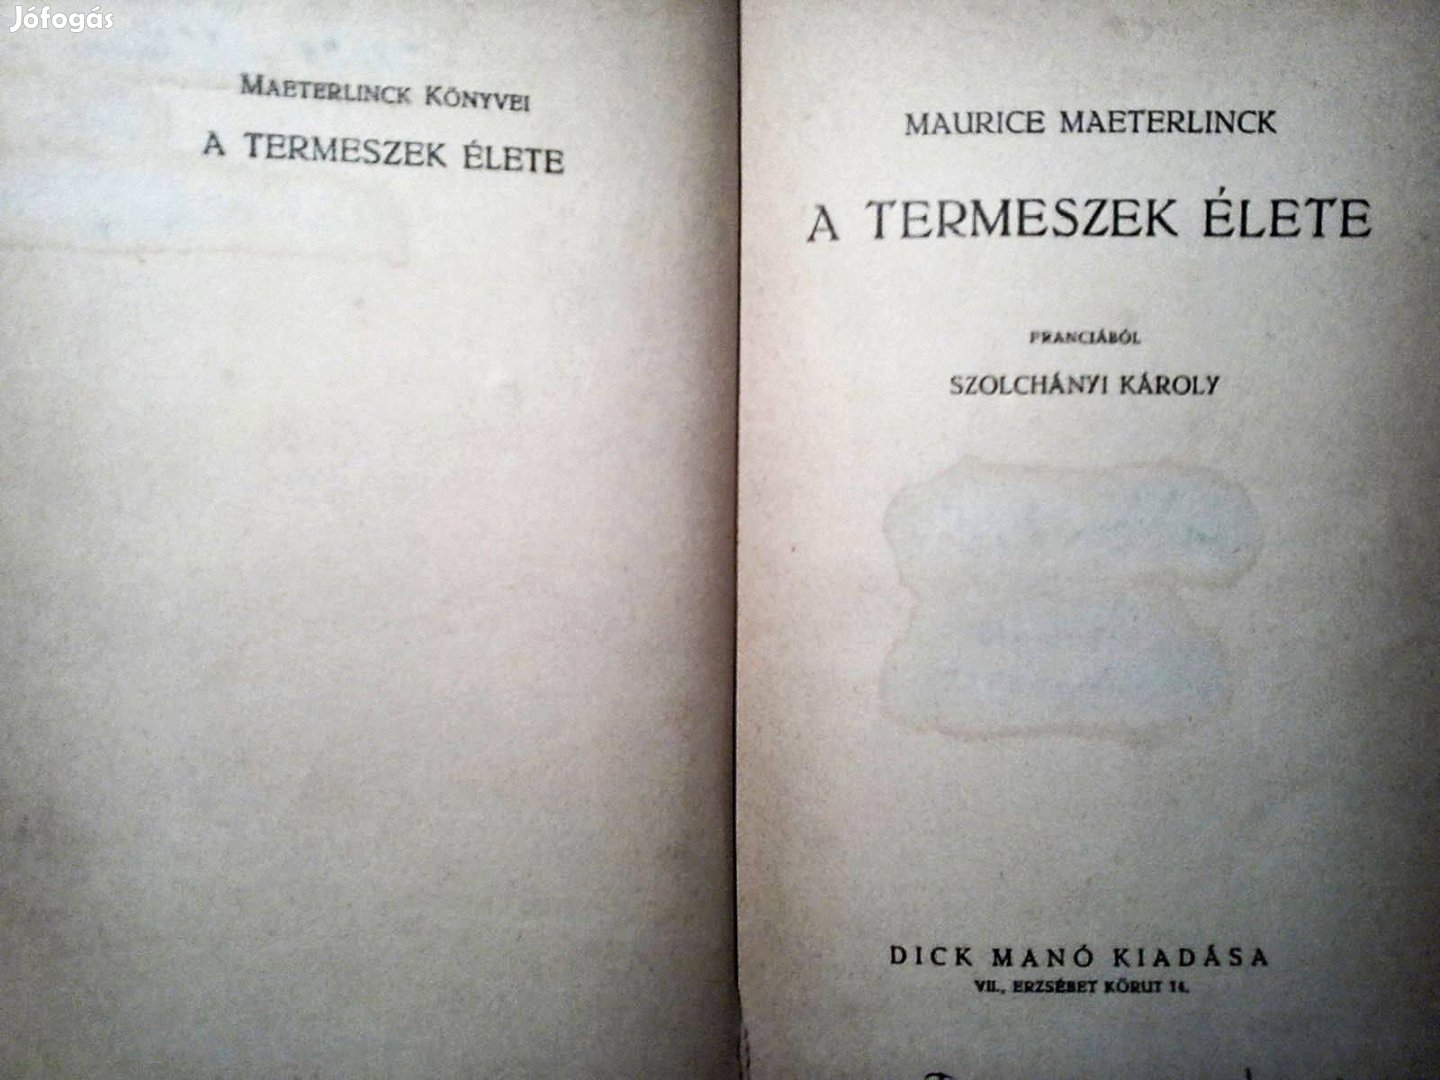 Jófogás
MAETERLINCK KÖNYVEI
A TERMESZEK ÉLETE
MAURICE MAETERLINCK
A TERMESZEK ÉLETE
FRANCIÁBÓL
SZOLCHÁNYI KÁROLY
DICK MANÓ KIADÁSA
VII., ERZSÉBET KÖRUT 14.